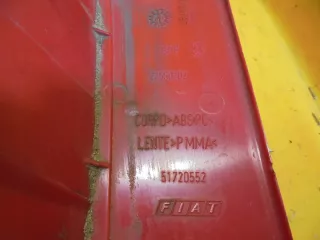 CORPO>ABS/PC<
LENTE>PMMA<
51720552
FIAT